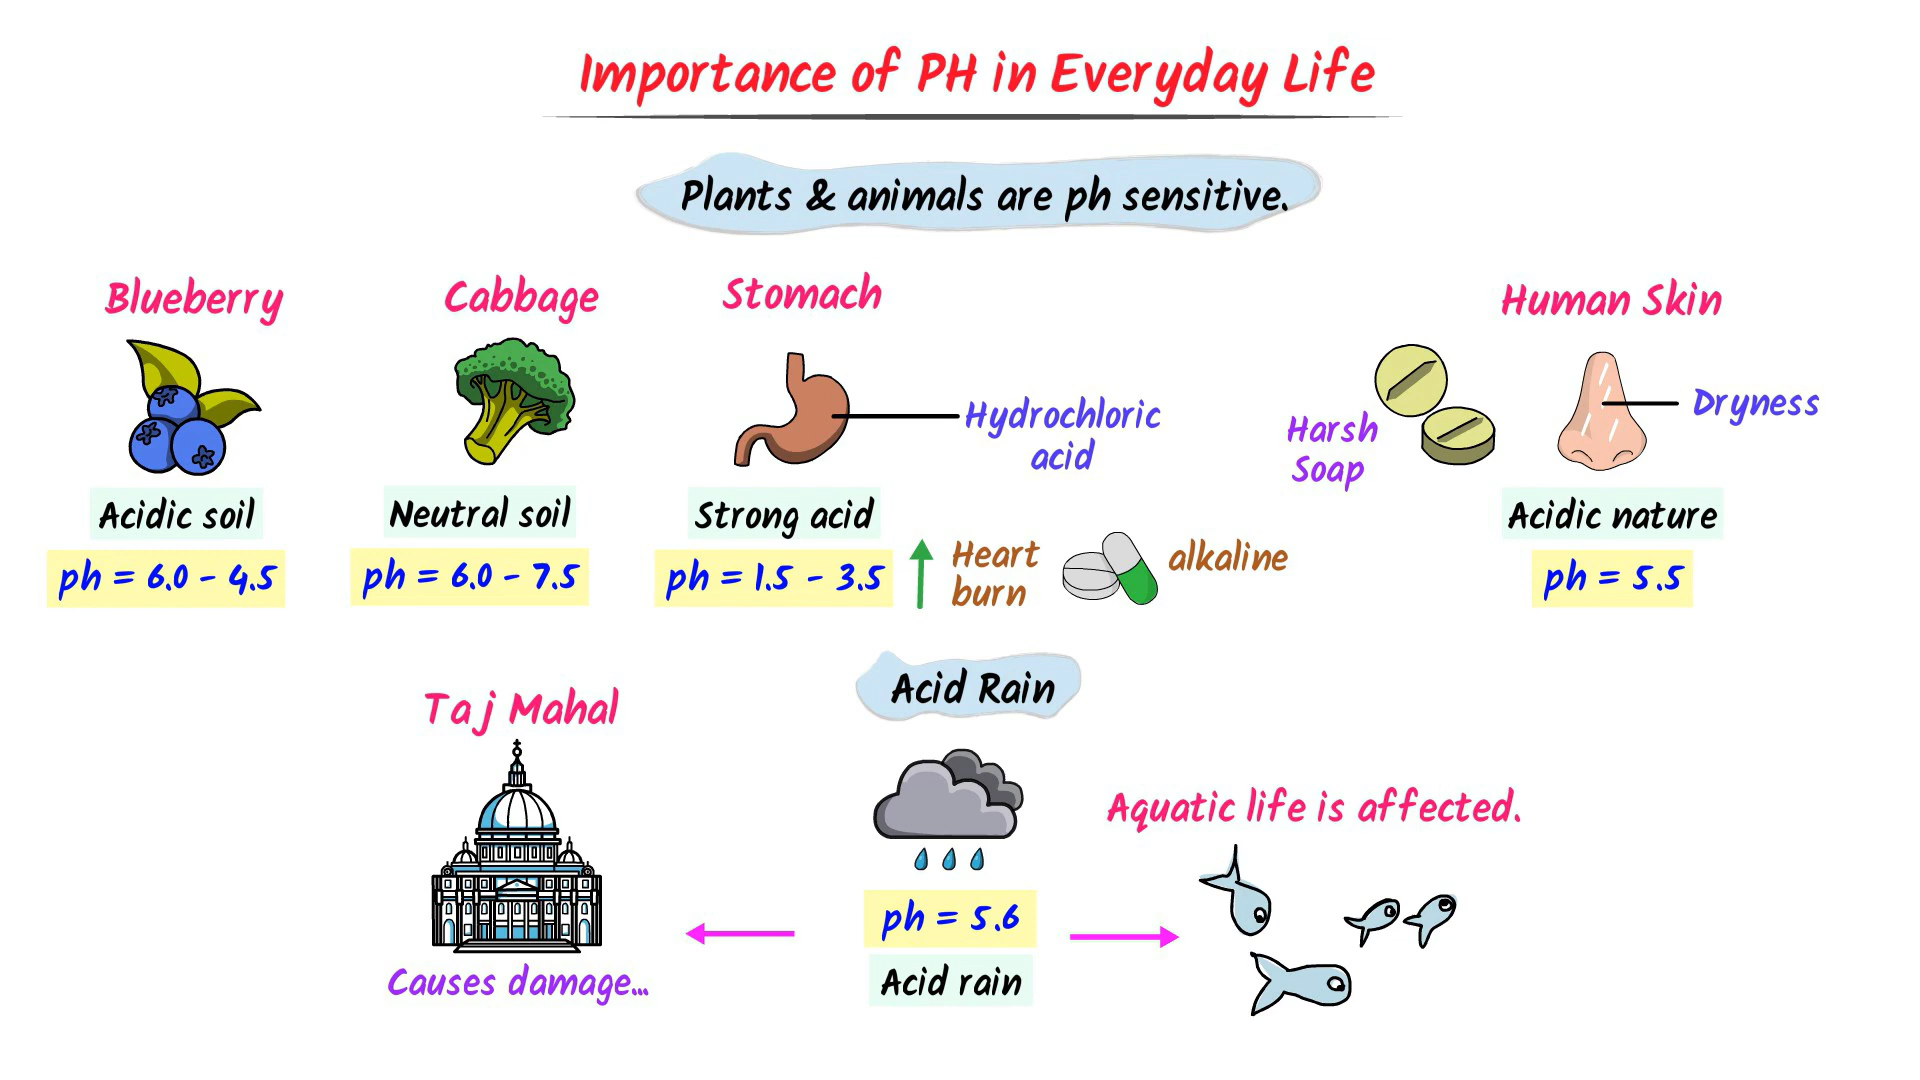 Importance of PH in Everyday Life
Plants & animals are ph sensitive.
Blueberry
Acidic soil
ph = 6.0 - 4.5
Cabbage
Neutral soil
ph = 6.0 - 7.5
Stomach
Hydrochloric
acid
Strong acid
ph = 1.5 - 3.5
Heart
burn
alkaline
Human Skin
Harsh
Soap
Dryness
Acidic nature
ph = 5.5
Acid Rain
Taj Mahal
Causes damage...
ph = 5.6
Acid rain
Aquatic life is affected.